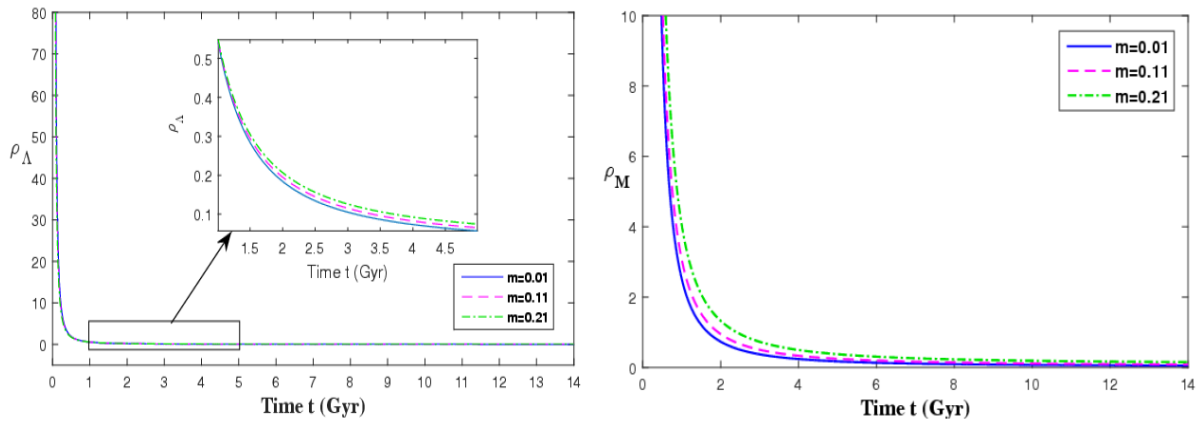 80
70
60
50
40
30
20
10
0
ρ_Λ
0 1 2 3 4 5 6 7 8 9 10 11 12 13 14
Time t (Gyr)
0.5
0.4
0.3
0.2
0.1
ρ_Λ
1.5 2 2.5 3 3.5 4 4.5
Time t (Gyr)
m=0.01
m=0.11
m=0.21
10
8
6
4
2
0
ρ_M
0 2 4 6 8 10 12 14
Time t (Gyr)
m=0.01
m=0.11
m=0.21